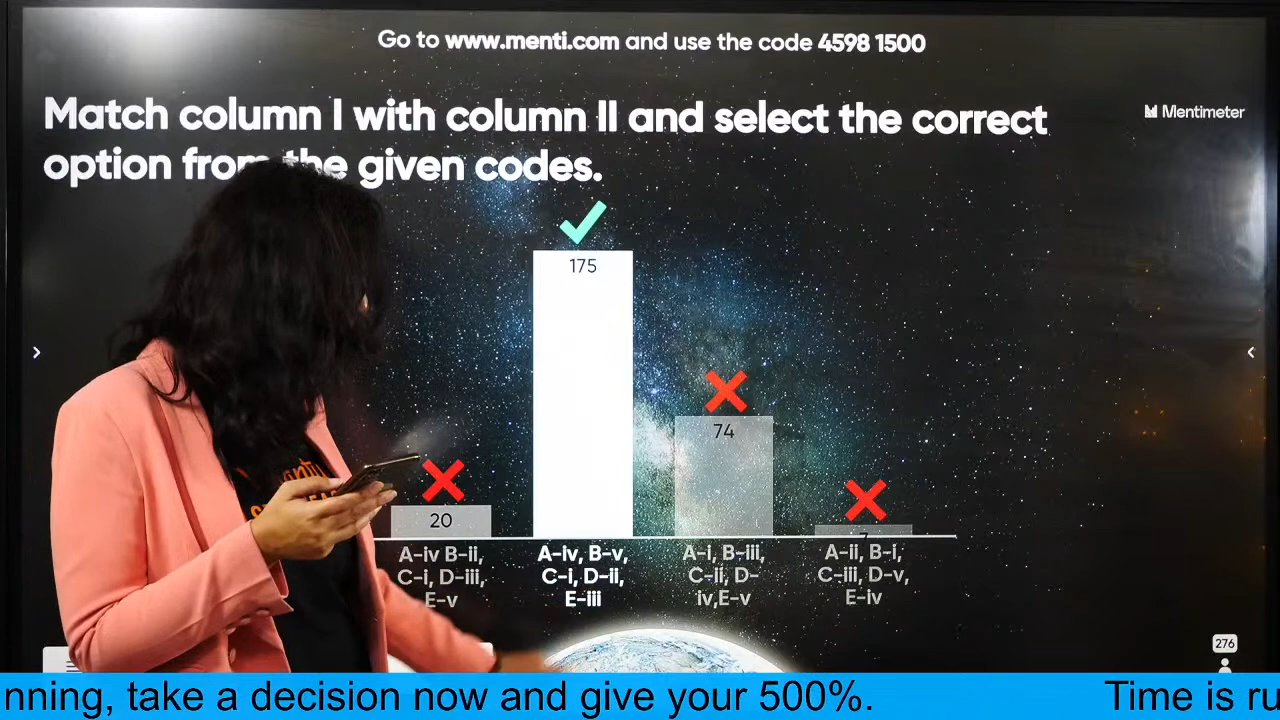 Go to www.menti.com and use the code 4598 1500
Match column I with column II and select the correct
option from the given codes.
Mentimeter
175
74
20
7
A-iv B-ii,
C-i, D-iii,
E-v
A-iv, B-v,
C-i, D-ii,
E-iii
A-i, B-iii,
C-ii, D-
iv,E-v
A-ii, B-i,
C-iii, D-v,
E-iv
276
nning, take a decision now and give your 500%.
Time is ru